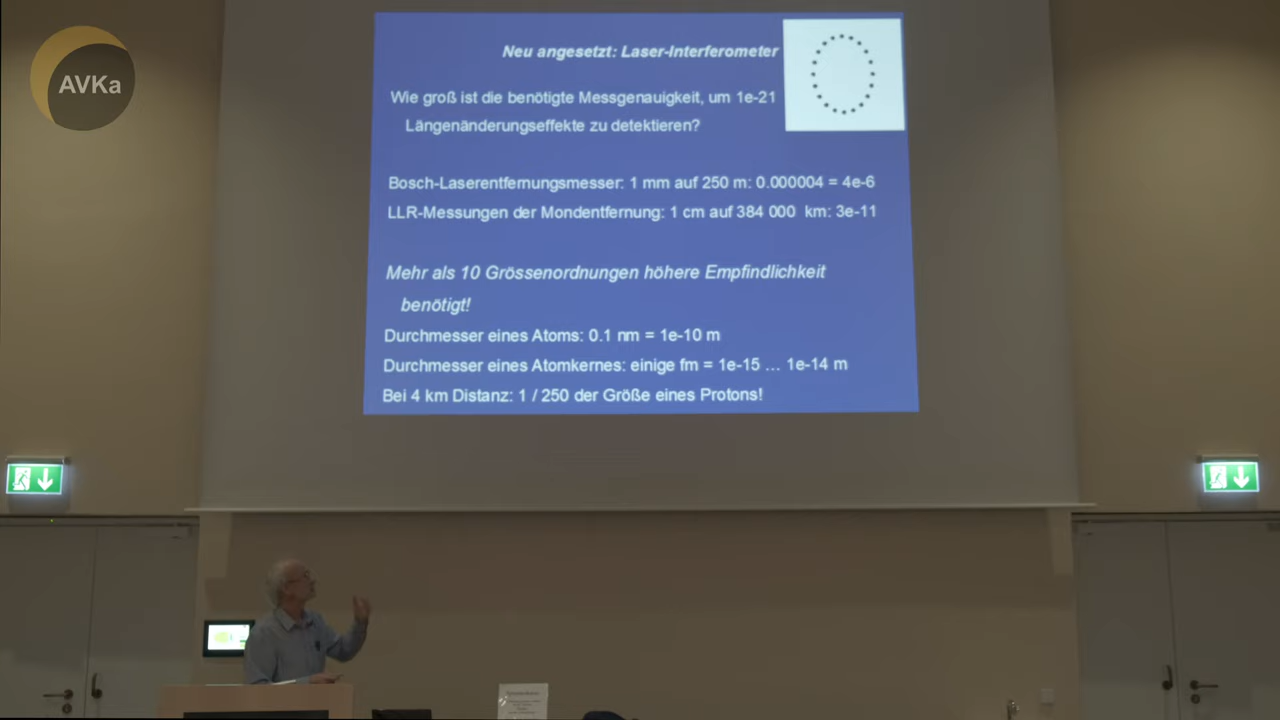 AVKa
Neu angesetzt: Laser-Interferometer
Wie groß ist die benötigte Messgenauigkeit, um 1e-21
Längenänderungseffekte zu detektieren?
Bosch-Laserentfernungsmesser: 1 mm auf 250 m: 0.000004 = 4e-6
LLR-Messungen der Mondentfernung: 1 cm auf 384 000 km: 3e-11
Mehr als 10 Grössenordnungen höhere Empfindlichkeit
benötigt!
Durchmesser eines Atoms: 0.1 nm = 1e-10 m
Durchmesser eines Atomkernes: einige fm = 1e-15 … 1e-14 m
Bei 4 km Distanz: 1 / 250 der Größe eines Protons!